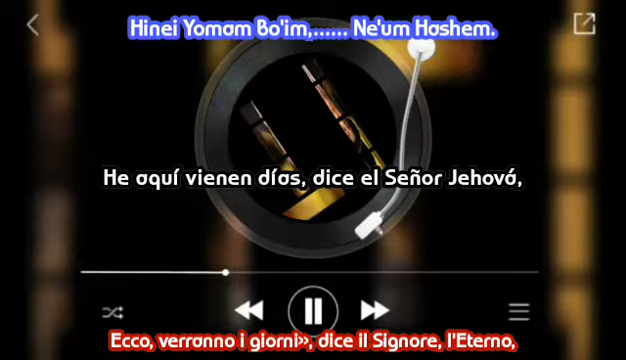 Hinei Yomam Bo'im,...... Ne'um Hashem.
He aquí vienen días, dice el Señor Jehová,
Ecco, verranno i giorni», dice il Signore, l'Eterno,